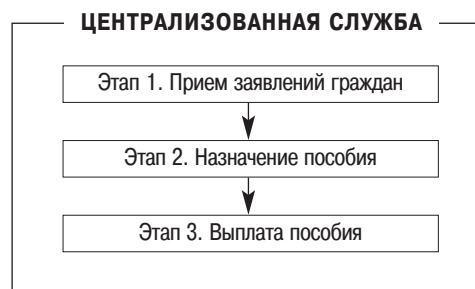 ЦЕНТРАЛИЗОВАННАЯ СЛУЖБА
Этап 1. Прием заявлений граждан
Этап 2. Назначение пособия
Этап 3. Выплата пособия